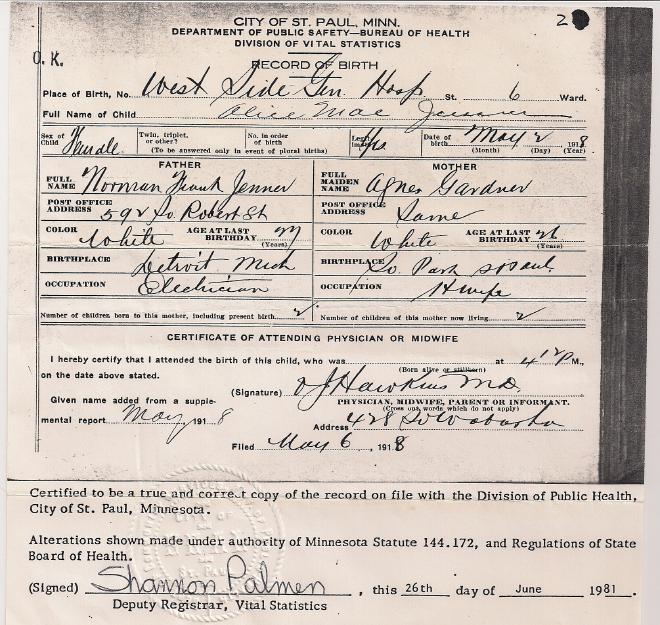 CITY OF ST. PAUL, MINN.
DEPARTMENT OF PUBLIC SAFETY—BUREAU OF HEALTH
DIVISION OF VITAL STATISTICS
O. K.
2
RECORD OF BIRTH
Place of Birth, No. West Side Gen. Hosp St. 6 Ward.
Full Name of Child Alice Mae Jenner
Sex of Child Female Twin, triplet, or other? No. in order of birth Legitimate Yes Date of birth May 2 1918
(To be answered only in event of plural births) (Month) (Day) (Year)
FATHER MOTHER
FULL NAME Norman Frank Jenner FULL MAIDEN NAME Agnes Gardner
POST OFFICE ADDRESS 592 So. Robert St POST OFFICE ADDRESS Same
COLOR White AGE AT LAST BIRTHDAY 27 (Years) COLOR White AGE AT LAST BIRTHDAY 26 (Years)
BIRTHPLACE Detroit Mich BIRTHPLACE So. Park
OCCUPATION Electrician OCCUPATION Hwife
Number of children born to this mother, including present birth 2 Number of children of this mother now living 2
CERTIFICATE OF ATTENDING PHYSICIAN OR MIDWIFE
I hereby certify that I attended the birth of this child, who was at 4 P M.,
(Born alive or stillborn)
on the date above stated.
(Signature) O J Hawkins M.D.
Given name added from a supple- PHYSICIAN, MIDWIFE, PARENT OR INFORMANT.
(Cross out words which do not apply)
mental report May 1918 Address 428 So Wabasha
Filed May 6, 1918
Certified to be a true and correct copy of the record on file with the Division of Public Health,
City of St. Paul, Minnesota.
Alterations shown made under authority of Minnesota Statute 144.172, and Regulations of State
Board of Health.
(Signed) Shannon Palmen, this 26th day of June 1981.
Deputy Registrar, Vital Statistics